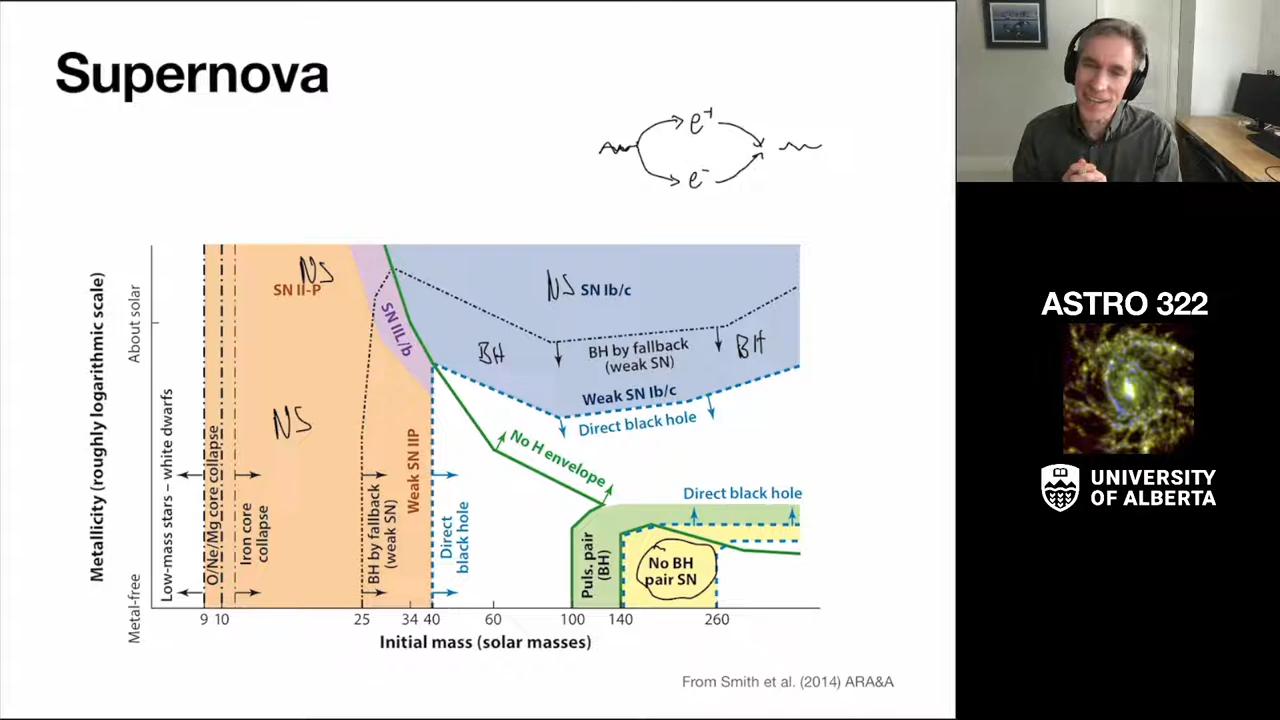 Supernova
e+
e-
Metallicity (roughly logarithmic scale)
About solar
Metal-free
NS
SN II-P
SN IIL/b
NS SN Ib/c
BH
BH by fallback
(weak SN)
BH
Weak SN Ib/c
Direct black hole
NS
No H envelope
Low-mass stars – white dwarfs
O/Ne/Mg core collapse
Iron core
collapse
BH by fallback
(weak SN)
Weak SN IIP
Direct
black hole
Direct black hole
Puls. pair
(BH)
No BH
pair SN
9 10 25 34 40 60 100 140 260
Initial mass (solar masses)
From Smith et al. (2014) ARA&A
ASTRO 322
UNIVERSITY
OF ALBERTA